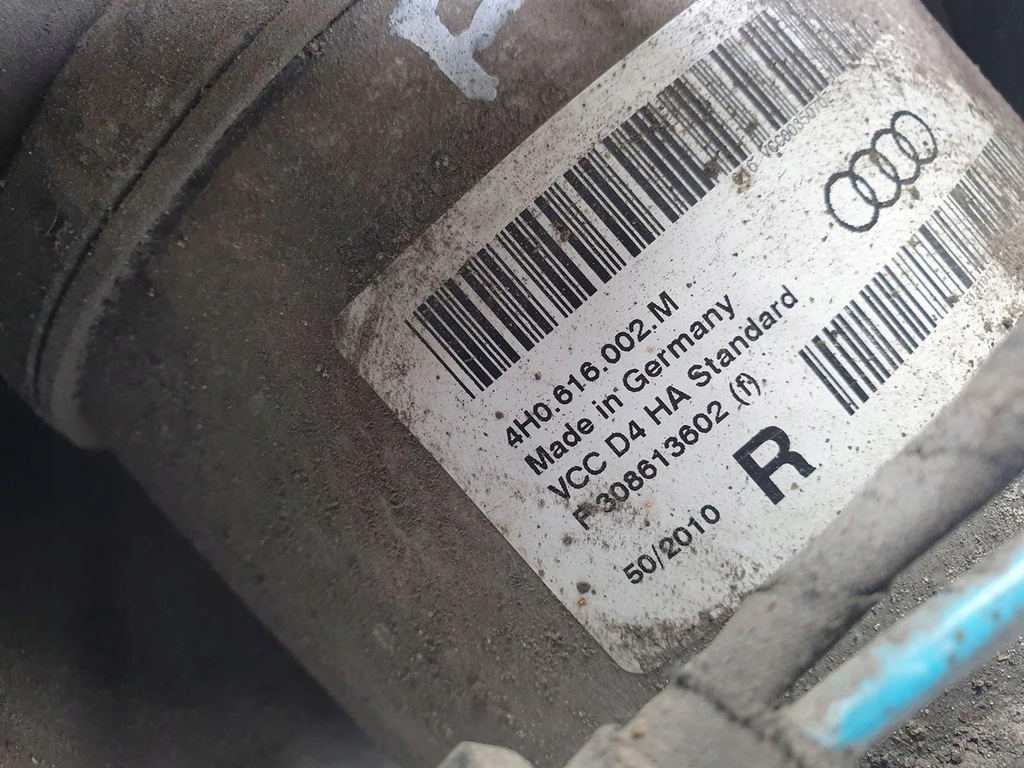 4H0.616.002.M
Made in Germany
VCC D4 HA Standard
P 308613602 (f)
50/2010
R